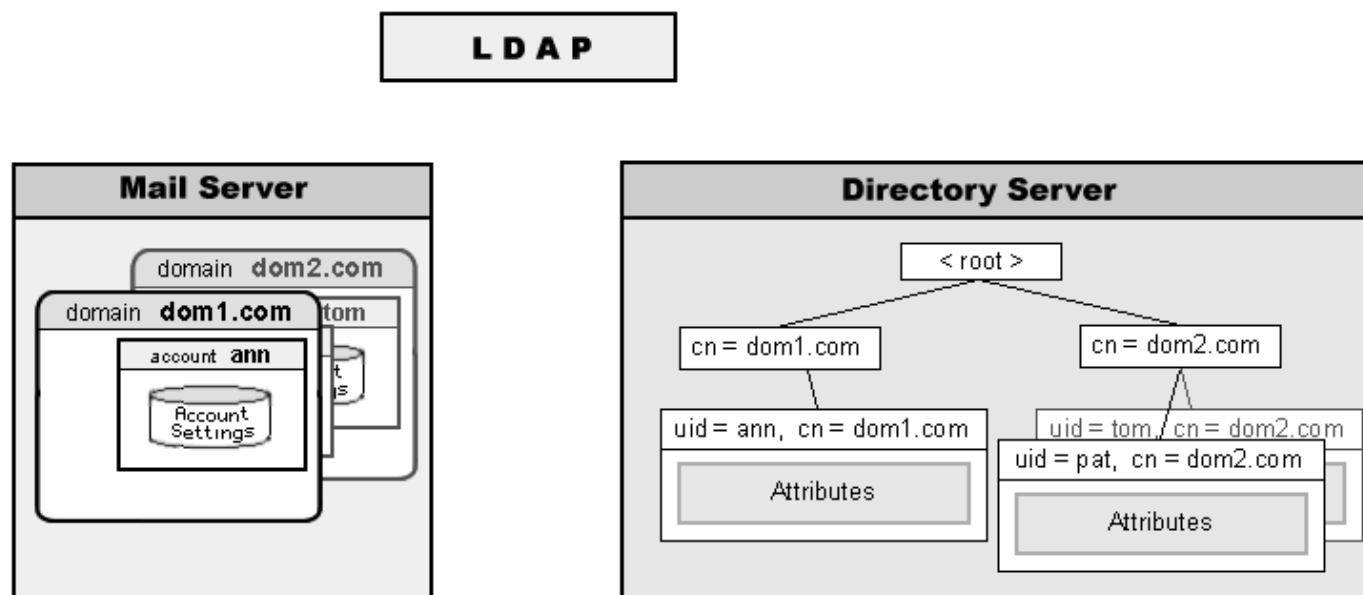 L D A P
Mail Server
domain dom2.com
tom
domain dom1.com
account ann
Account
Settings
Directory Server
< root >
cn = dom1.com
cn = dom2.com
uid = ann, cn = dom1.com
Attributes
uid = tom, cn = dom2.com
uid = pat, cn = dom2.com
Attributes